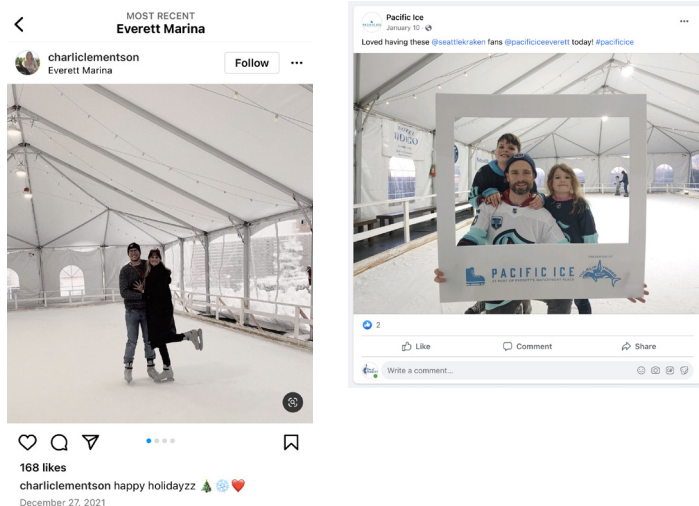 MOST RECENT
Everett Marina
charliclementson
Everett Marina
Follow
168 likes
charliclementson happy holidayzz 🎄 ❄️ ❤️
December 27, 2021
Pacific Ice
January 10
Loved having these @seattlekraken fans @pacificiceeverett today! #pacificice
PACIFIC ICE
2
Like
Comment
Share
Write a comment...